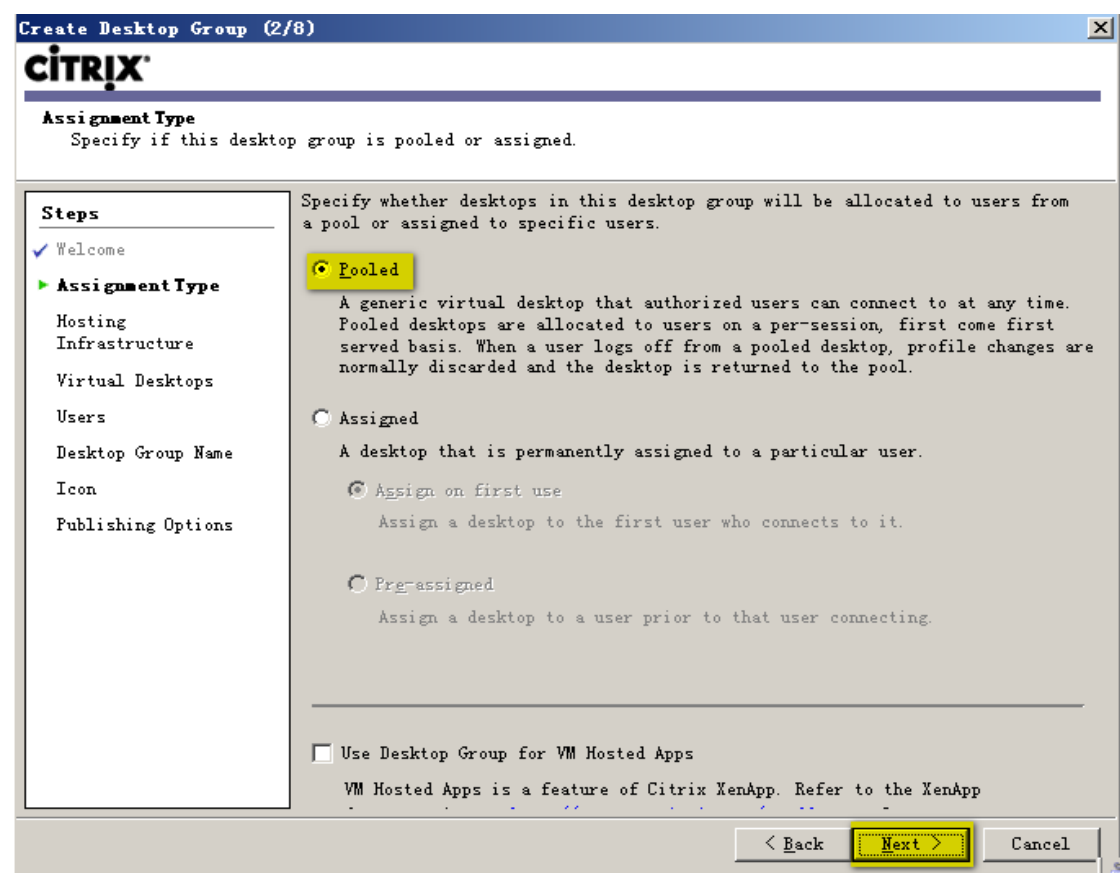 Create Desktop Group (2/8)
CİTRIX
Assignment Type
Specify if this desktop group is pooled or assigned.
Steps
Welcome
Assignment Type
Hosting
Infrastructure
Virtual Desktops
Users
Desktop Group Name
Icon
Publishing Options
Specify whether desktops in this desktop group will be allocated to users from
a pool or assigned to specific users.
Pooled
A generic virtual desktop that authorized users can connect to at any time.
Pooled desktops are allocated to users on a per-session, first come first
served basis. When a user logs off from a pooled desktop, profile changes are
normally discarded and the desktop is returned to the pool.
Assigned
A desktop that is permanently assigned to a particular user.
Assign on first use
Assign a desktop to the first user who connects to it.
Pre-assigned
Assign a desktop to a user prior to that user connecting.
Use Desktop Group for VM Hosted Apps
VM Hosted Apps is a feature of Citrix XenApp. Refer to the XenApp
< Back
Next >
Cancel